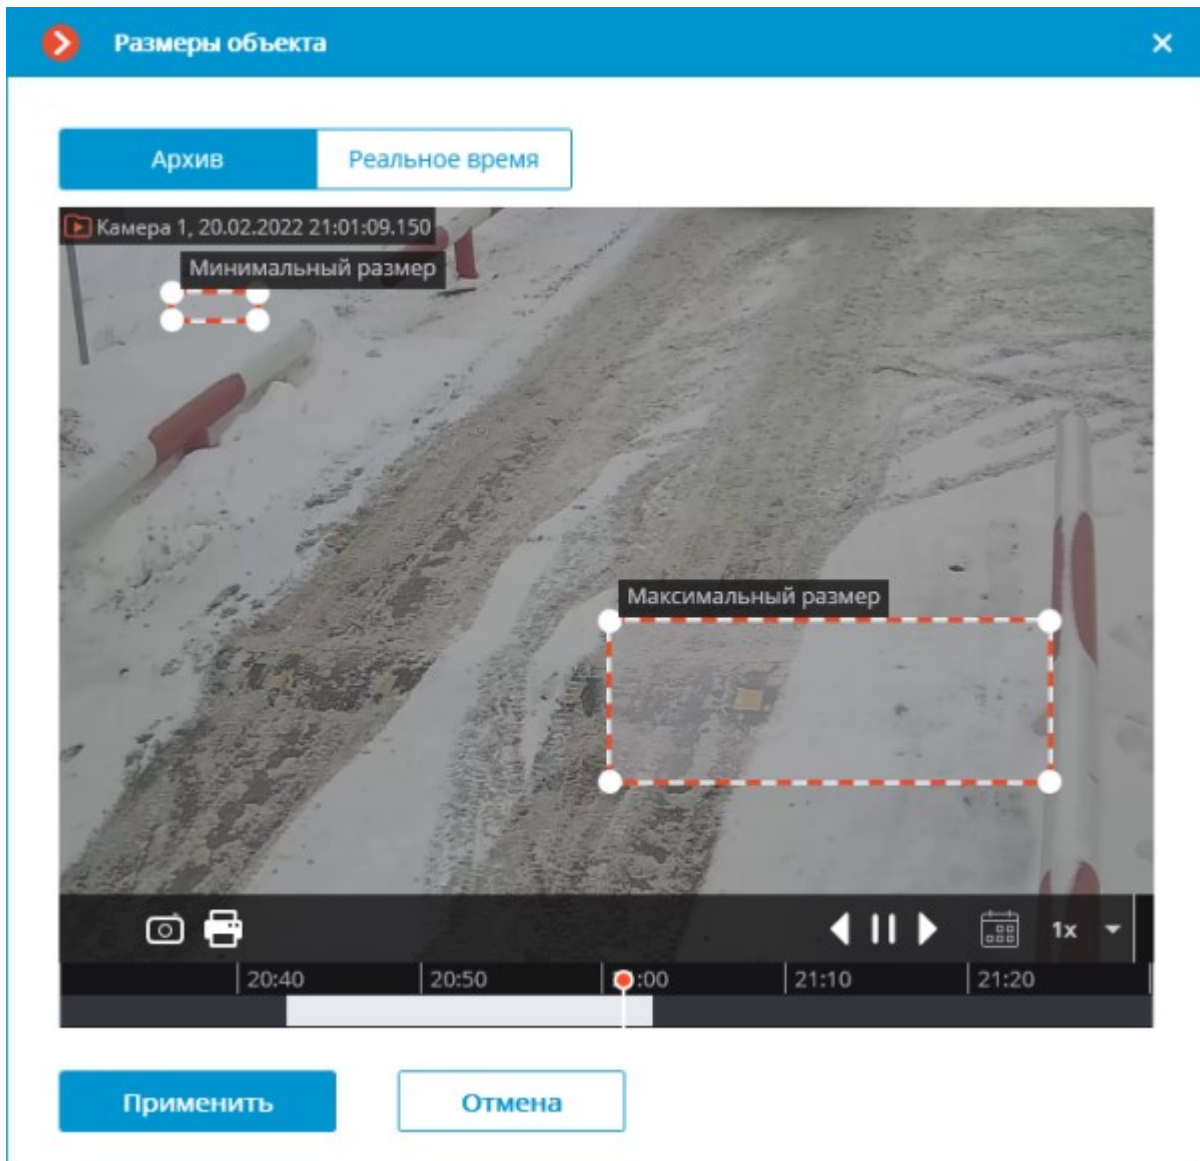 Размеры объекта
Архив
Реальное время
Камера 1, 20.02.2022 21:01:09.150
Минимальный размер
Максимальный размер
1x
20:40 20:50 :00 21:10 21:20
Применить Отмена